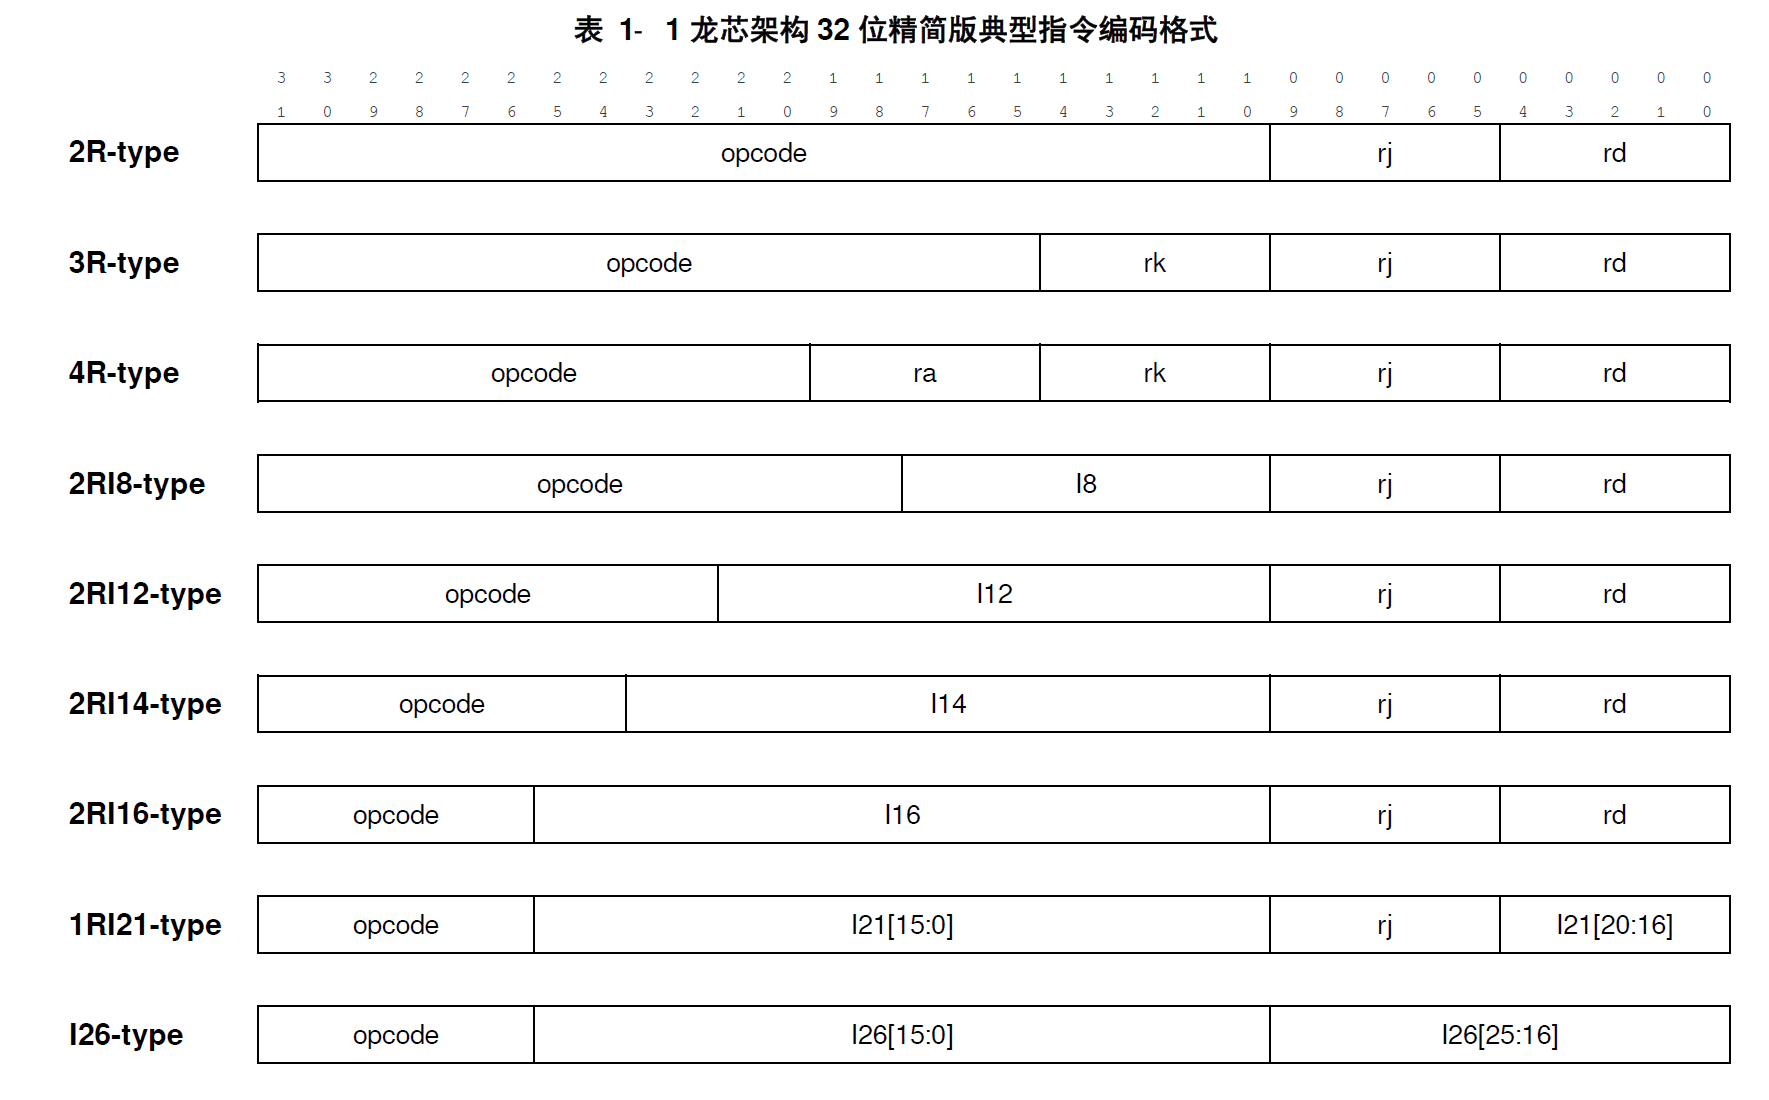 表 1- 1 龙芯架构 32 位精简版典型指令编码格式
3 3 2 2 2 2 2 2 2 2 2 2 1 1 1 1 1 1 1 1 1 1 0 0 0 0 0 0 0 0 0 0
1 0 9 8 7 6 5 4 3 2 1 0 9 8 7 6 5 4 3 2 1 0 9 8 7 6 5 4 3 2 1 0
2R-type opcode rj rd
3R-type opcode rk rj rd
4R-type opcode ra rk rj rd
2RI8-type opcode I8 rj rd
2RI12-type opcode I12 rj rd
2RI14-type opcode I14 rj rd
2RI16-type opcode I16 rj rd
1RI21-type opcode I21[15:0] rj I21[20:16]
I26-type opcode I26[15:0] I26[25:16]